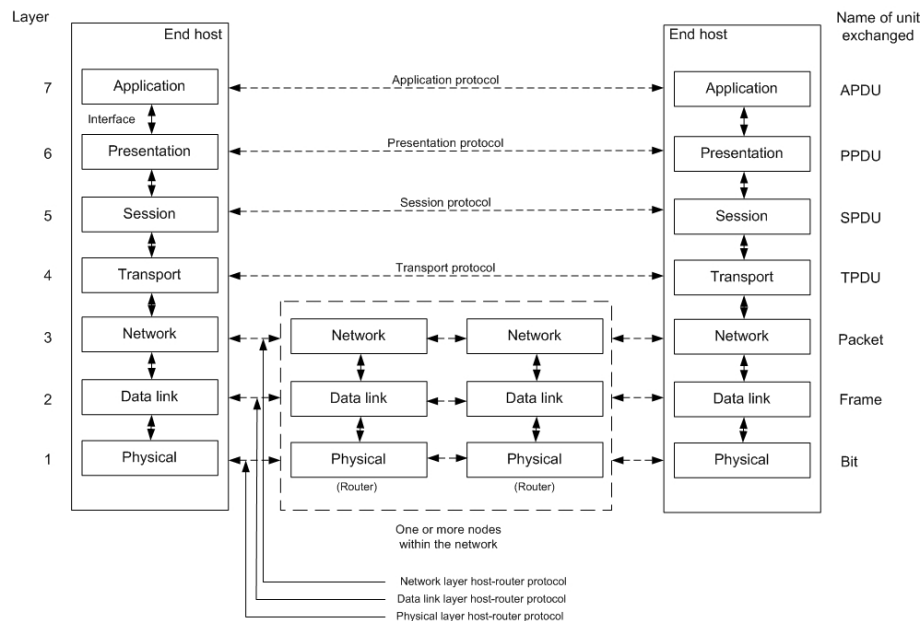 Layer
End host
End host
Name of unit
exchanged
7
Application
Application protocol
Application
APDU
Interface
6
Presentation
Presentation protocol
Presentation
PPDU
5
Session
Session protocol
Session
SPDU
4
Transport
Transport protocol
Transport
TPDU
3
Network
Network
Network
Network
Packet
2
Data link
Data link
Data link
Data link
Frame
1
Physical
Physical
Physical
Physical
Bit
(Router)
(Router)
One or more nodes
within the network
Network layer host-router protocol
Data link layer host-router protocol
Physical layer host-router protocol